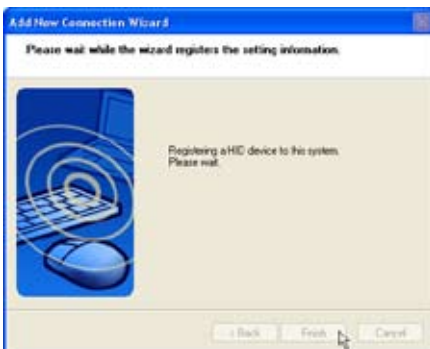 Add New Connection Wizard
Please wait while the wizard registers the setting information.
Registering a HID device to this system.
Please wait.
< Back
Finish
Cancel